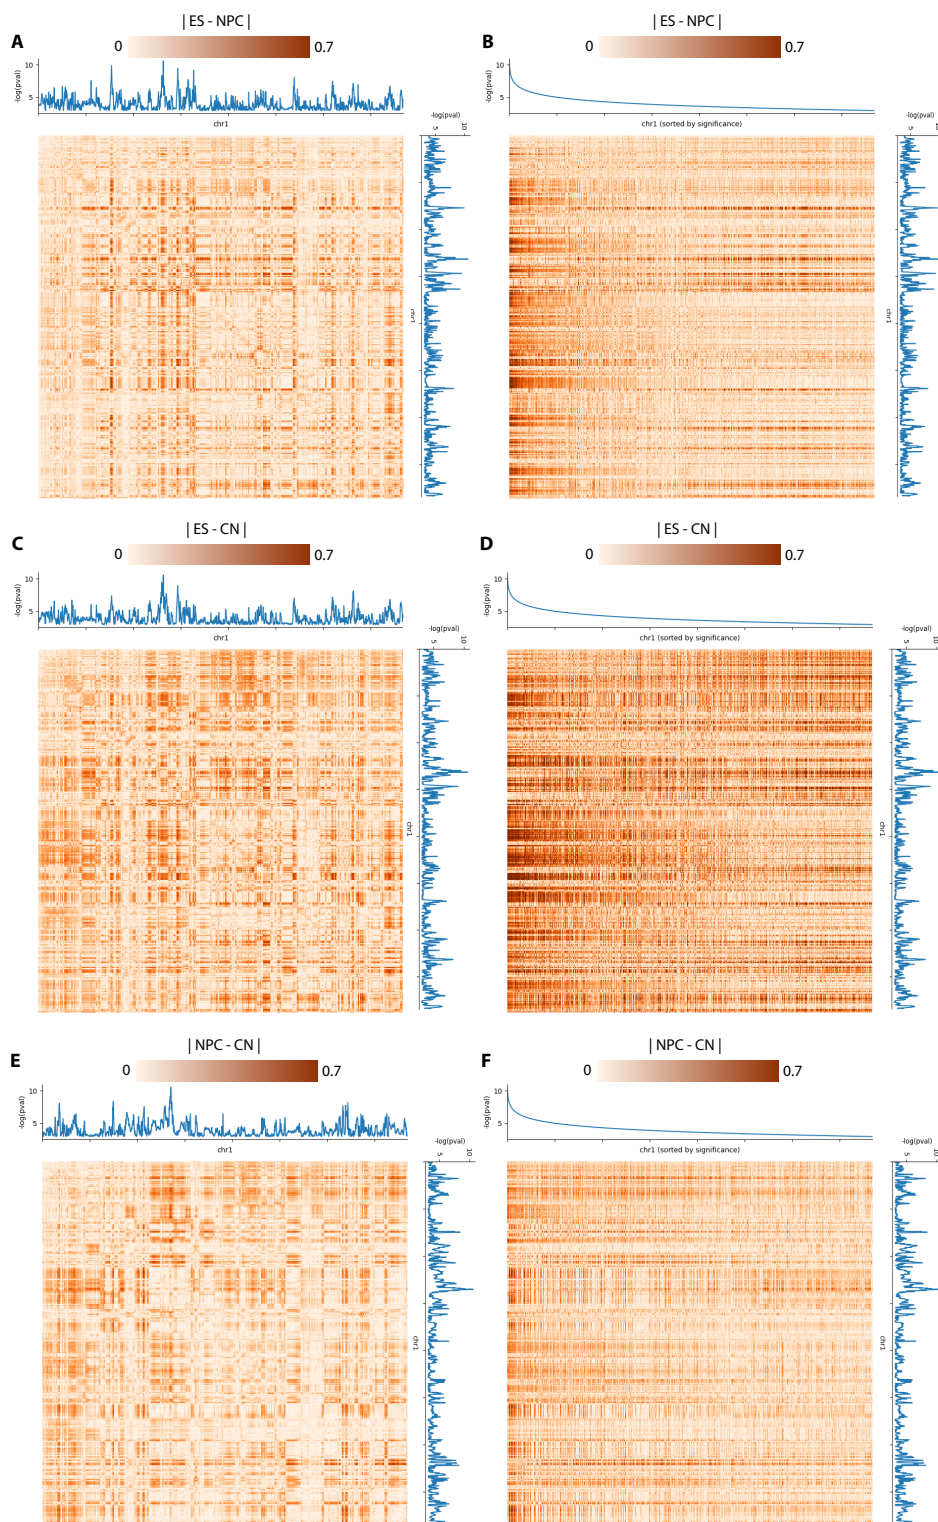 | ES - NPC |
A
0
0.7
10
5
-log(pval)
chr1
-log(pval)
5
10
chr1
| ES - NPC |
B
0
0.7
10
5
-log(pval)
chr1 (sorted by significance)
-log(pval)
5
10
chr1
| ES - CN |
C
0
0.7
10
5
-log(pval)
chr1
-log(pval)
5
10
chr1
| ES - CN |
D
0
0.7
10
5
-log(pval)
chr1 (sorted by significance)
-log(pval)
5
10
chr1
| NPC - CN |
E
0
0.7
10
5
-log(pval)
chr1
-log(pval)
5
10
chr1
| NPC - CN |
F
0
0.7
10
5
-log(pval)
chr1 (sorted by significance)
-log(pval)
5
10
chr1